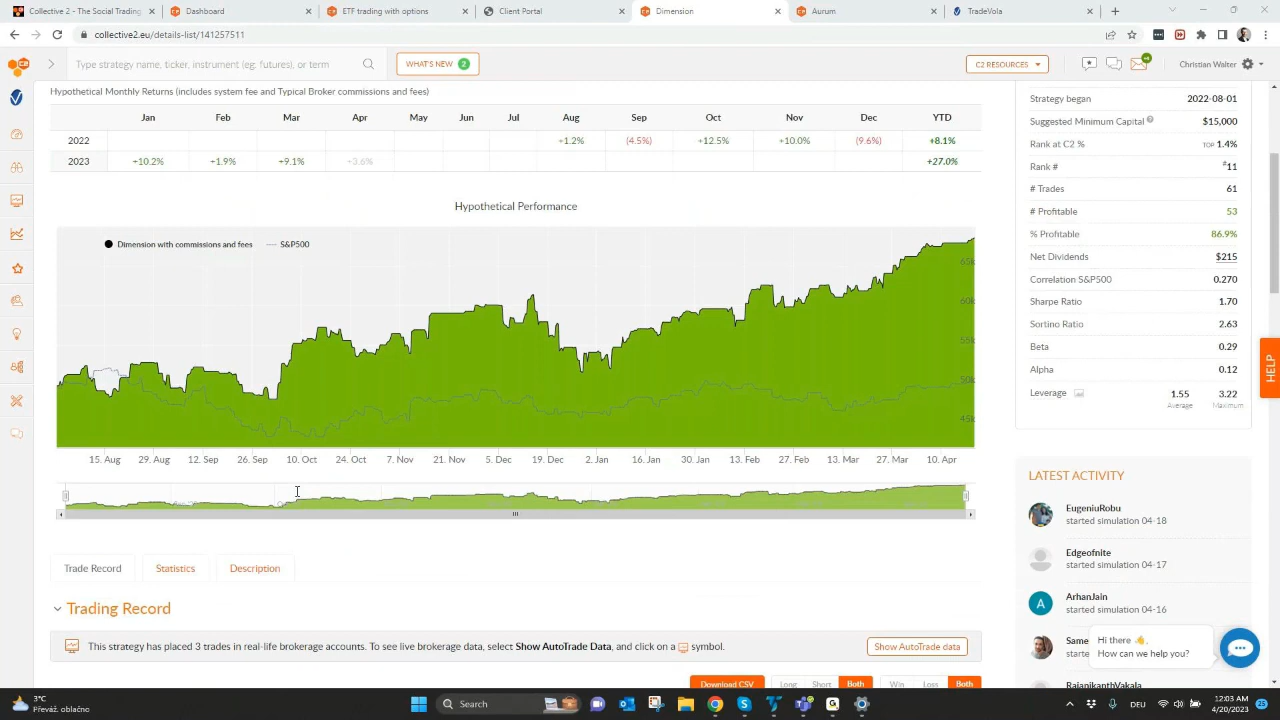 Collective 2 - The Social Trading
Dashboard
ETF trading with options
Client Portal
Dimension
Aurum
TradeVola
collective2.eu/details-list/141257511
Type strategy name, ticker, instrument (eg: futures). or term
WHAT'S NEW 2
C2 RESOURCES
Christian Walter
Hypothetical Monthly Returns (includes system fee and Typical Broker commissions and fees)
Jan Feb Mar Apr May Jun Jul Aug Sep Oct Nov Dec YTD
2022 +1.2% (4.5%) +12.5% +10.0% (9.6%) +8.1%
2023 +10.2% +1.9% +9.1% +3.6% +27.0%
Hypothetical Performance
Dimension with commissions and fees S&P500
65k
60k
55k
50k
45k
15. Aug 29. Aug 12. Sep 26. Sep 10. Oct 24. Oct 7. Nov 21. Nov 5. Dec 19. Dec 2. Jan 16. Jan 30. Jan 13. Feb 27. Feb 13. Mar 27. Mar 10. Apr
Trade Record Statistics Description
Trading Record
This strategy has placed 3 trades in real-life brokerage accounts. To see live brokerage data, select Show AutoTrade Data, and click on a symbol.
Show AutoTrade data
Download CSV Long Short Both Win Loss Both
Strategy began 2022-08-01
Suggested Minimum Capital $15,000
Rank at C2 % TOP 1.4%
Rank # #11
# Trades 61
# Profitable 53
% Profitable 86.9%
Net Dividends $215
Correlation S&P500 0.270
Sharpe Ratio 1.70
Sortino Ratio 2.63
Beta 0.29
Alpha 0.12
Leverage 1.55 3.22
Average Maximum
HELP
LATEST ACTIVITY
EugeniuRobu
started simulation 04-18
Edgeofnite
started simulation 04-17
A
ArhanJain
started simulation 04-16
Same
starte
RajanikanthVakala
Hi there 👋,
How can we help you?
3°C
Převáž. oblačno
Search
DEU
12:03 AM
4/20/2023